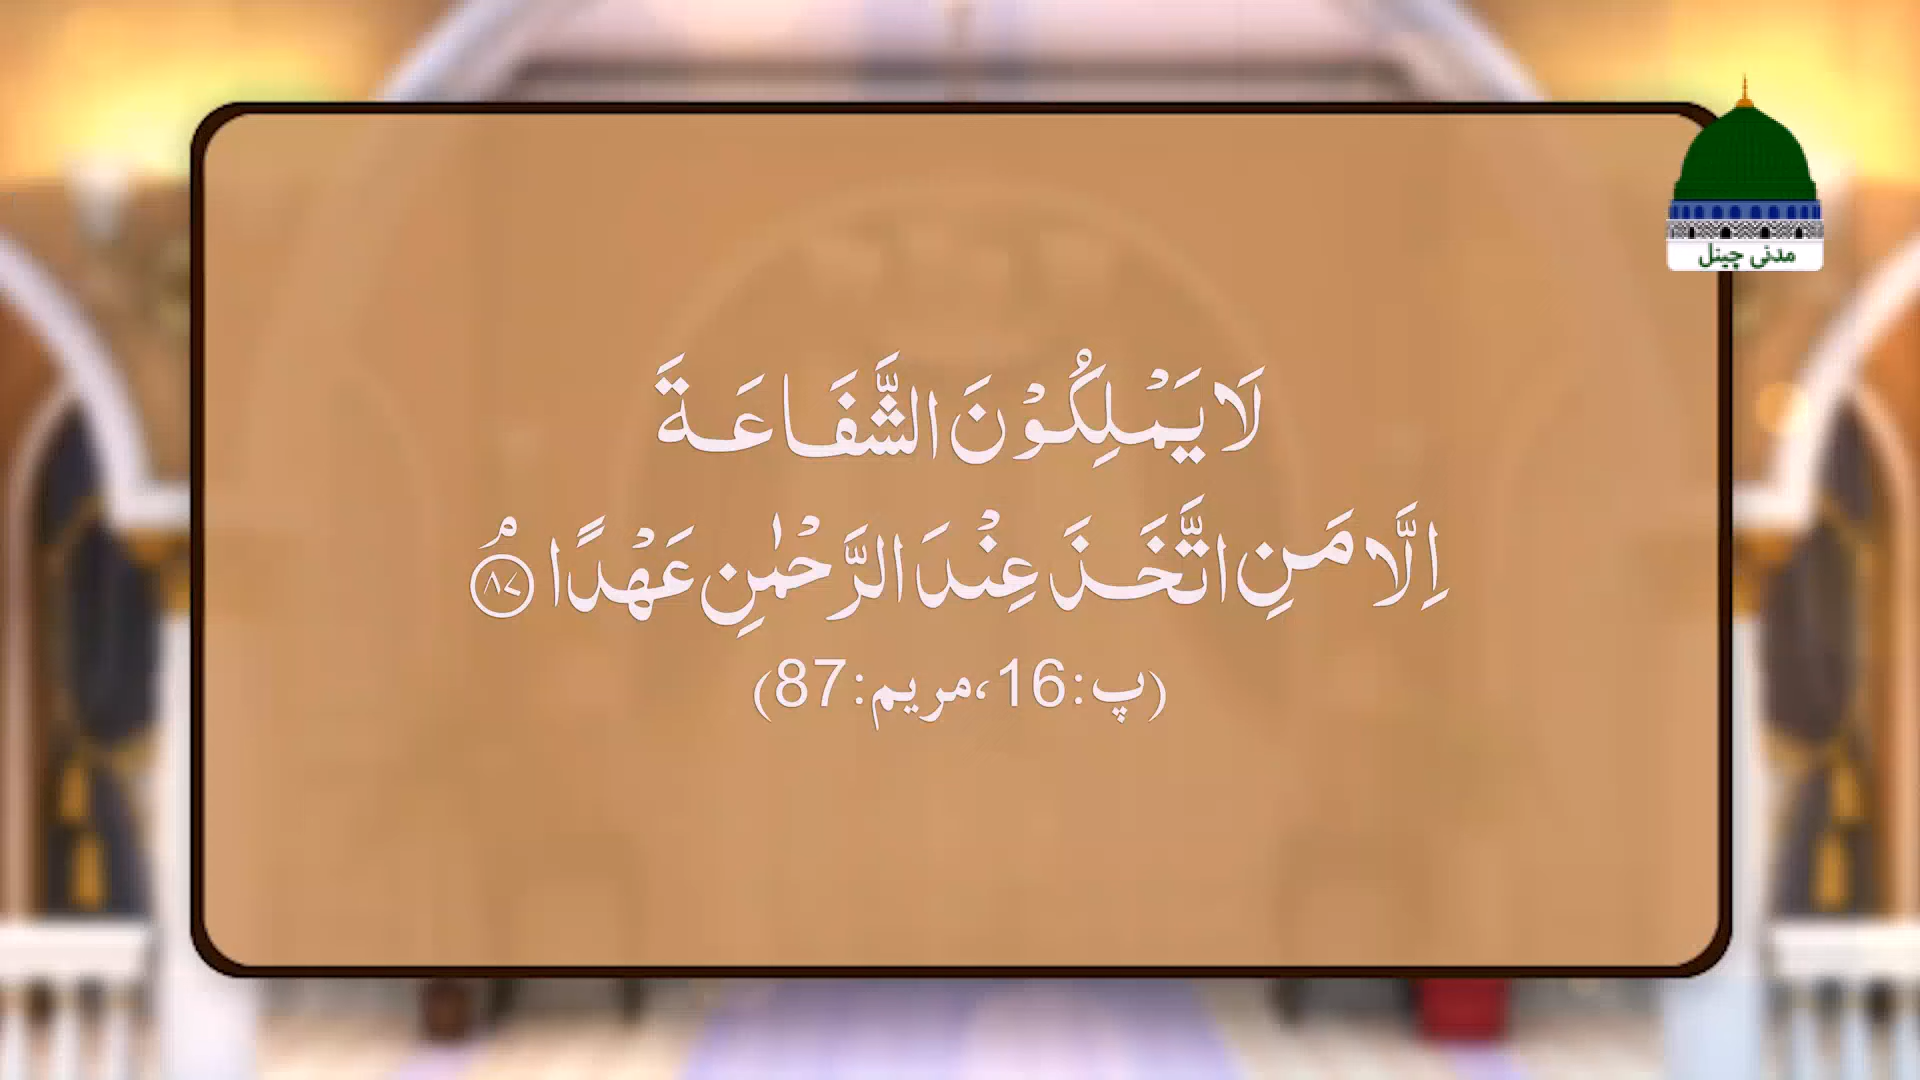 مدنی چینل
لَا یَمْلِكُوْنَ الشَّفَاعَةَ
اِلَّا مَنِ اتَّخَذَ عِنْدَ الرَّحْمٰنِ عَهْدًاۘ ﴿۸۷﴾
(پ:16،مریم:87)